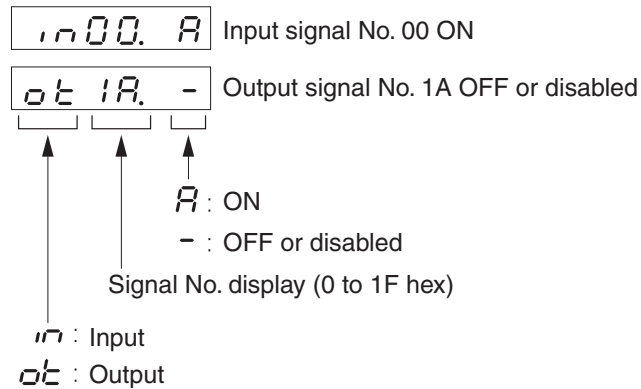 in00. A Input signal No. 00 ON
ot 1A. - Output signal No. 1A OFF or disabled
A : ON
- : OFF or disabled
Signal No. display (0 to 1F hex)
in : Input
ot : Output